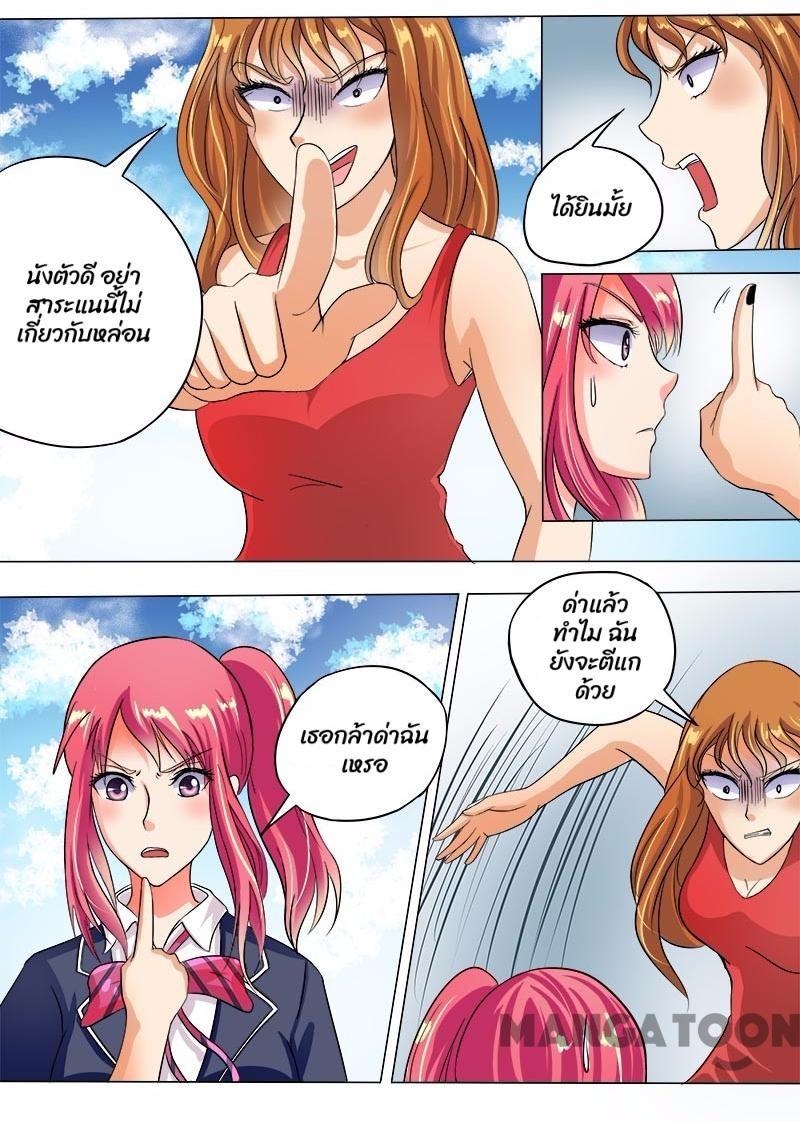 นังตัวดี อย่า
สาระแนนี้ไม่
เกี่ยวกับหล่อน
ได้ยินมั้ย
เธอกล้าด่าฉัน
เหรอ
ด่าแล้ว
ทำไม ฉัน
ยังจะตีแก
ด้วย
MANGATOON